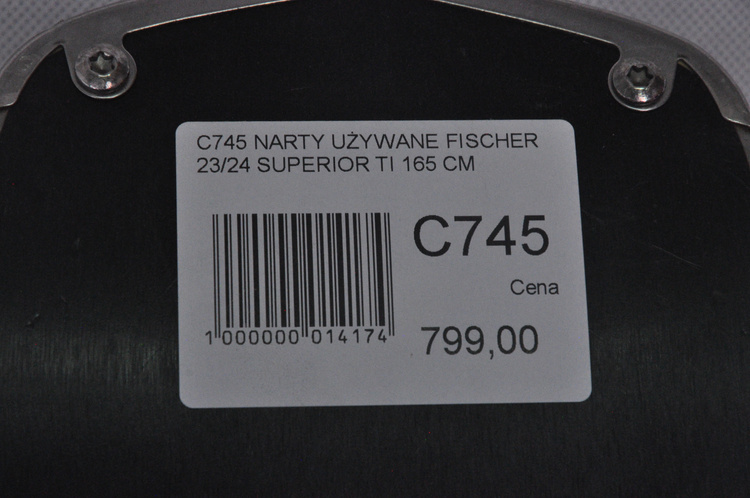 C745 NARTY UŻYWANE FISCHER
23/24 SUPERIOR TI 165 CM
C745
Cena
1 000000 014174
799,00